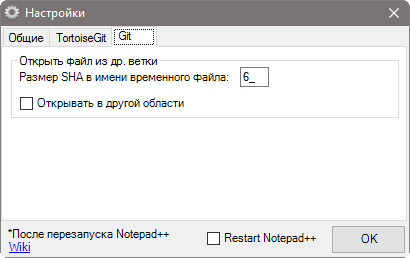 Настройки
Общие TortoiseGit Git
Открыть файл из др. ветки
Размер SHA в имени временного файла: 6_
Открывать в другой области
*После перезапуска Notepad++
Restart Notepad++ OK
Wiki